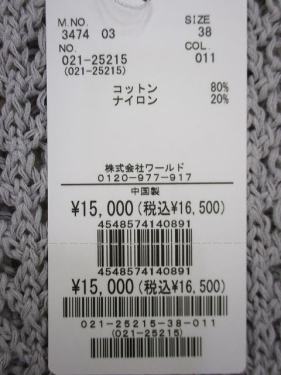 M.NO. SIZE
3474 03 38
NO. COL.
021-25215 011
(021-25215)
コットン 80%
ナイロン 20%
株式会社ワールド
0120-977-917
中国製
¥15,000(税込¥16,500)
4548574140891
4548574140891
¥15,000(税込¥16,500)
021-25215-38-011
(021-25215)